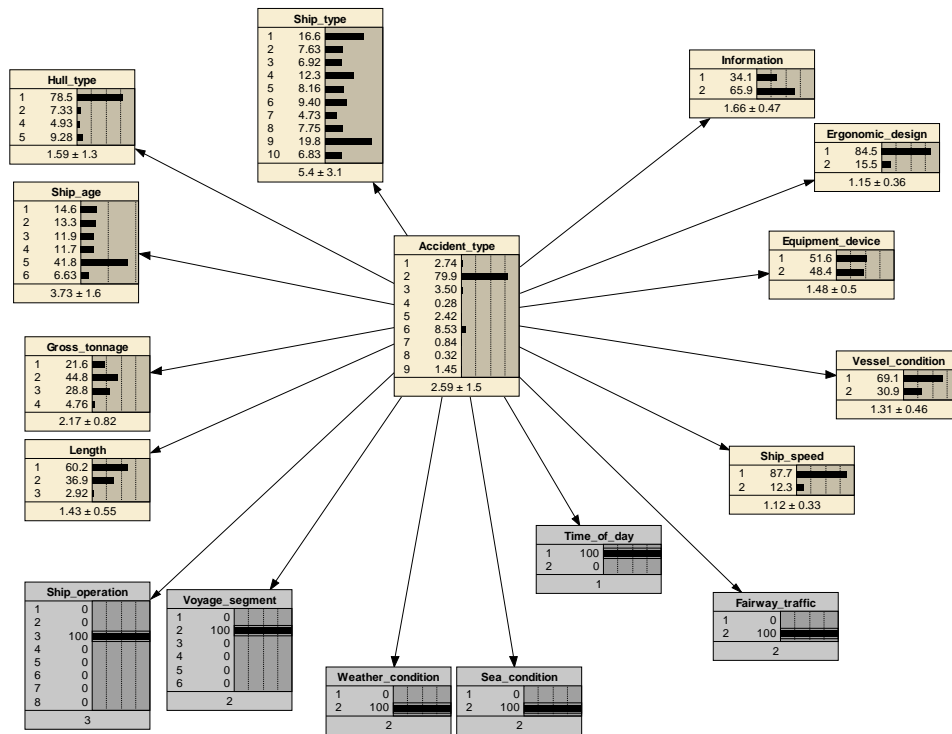 Ship_type
1 16.6
2 7.63
3 6.92
4 12.3
5 8.16
6 9.40
7 4.73
8 7.75
9 19.8
10 6.83
5.4 ± 3.1
Information
1 34.1
2 65.9
1.66 ± 0.47
Hull_type
1 78.5
2 7.33
4 4.93
5 9.28
1.59 ± 1.3
Ergonomic_design
1 84.5
2 15.5
1.15 ± 0.36
Ship_age
1 14.6
2 13.3
3 11.9
4 11.7
5 41.8
6 6.63
3.73 ± 1.6
Accident_type
1 2.74
2 79.9
3 3.50
4 0.28
5 2.42
6 8.53
7 0.84
8 0.32
9 1.45
2.59 ± 1.5
Equipment_device
1 51.6
2 48.4
1.48 ± 0.5
Gross_tonnage
1 21.6
2 44.8
3 28.8
4 4.76
2.17 ± 0.82
Vessel_condition
1 69.1
2 30.9
1.31 ± 0.46
Length
1 60.2
2 36.9
3 2.92
1.43 ± 0.55
Ship_speed
1 87.7
2 12.3
1.12 ± 0.33
Time_of_day
1 100
2 0
1
Ship_operation
1 0
2 0
3 100
4 0
5 0
6 0
7 0
8 0
3
Voyage_segment
1 0
2 100
3 0
4 0
5 0
6 0
2
Fairway_traffic
1 0
2 100
2
Weather_condition
1 0
2 100
2
Sea_condition
1 0
2 100
2